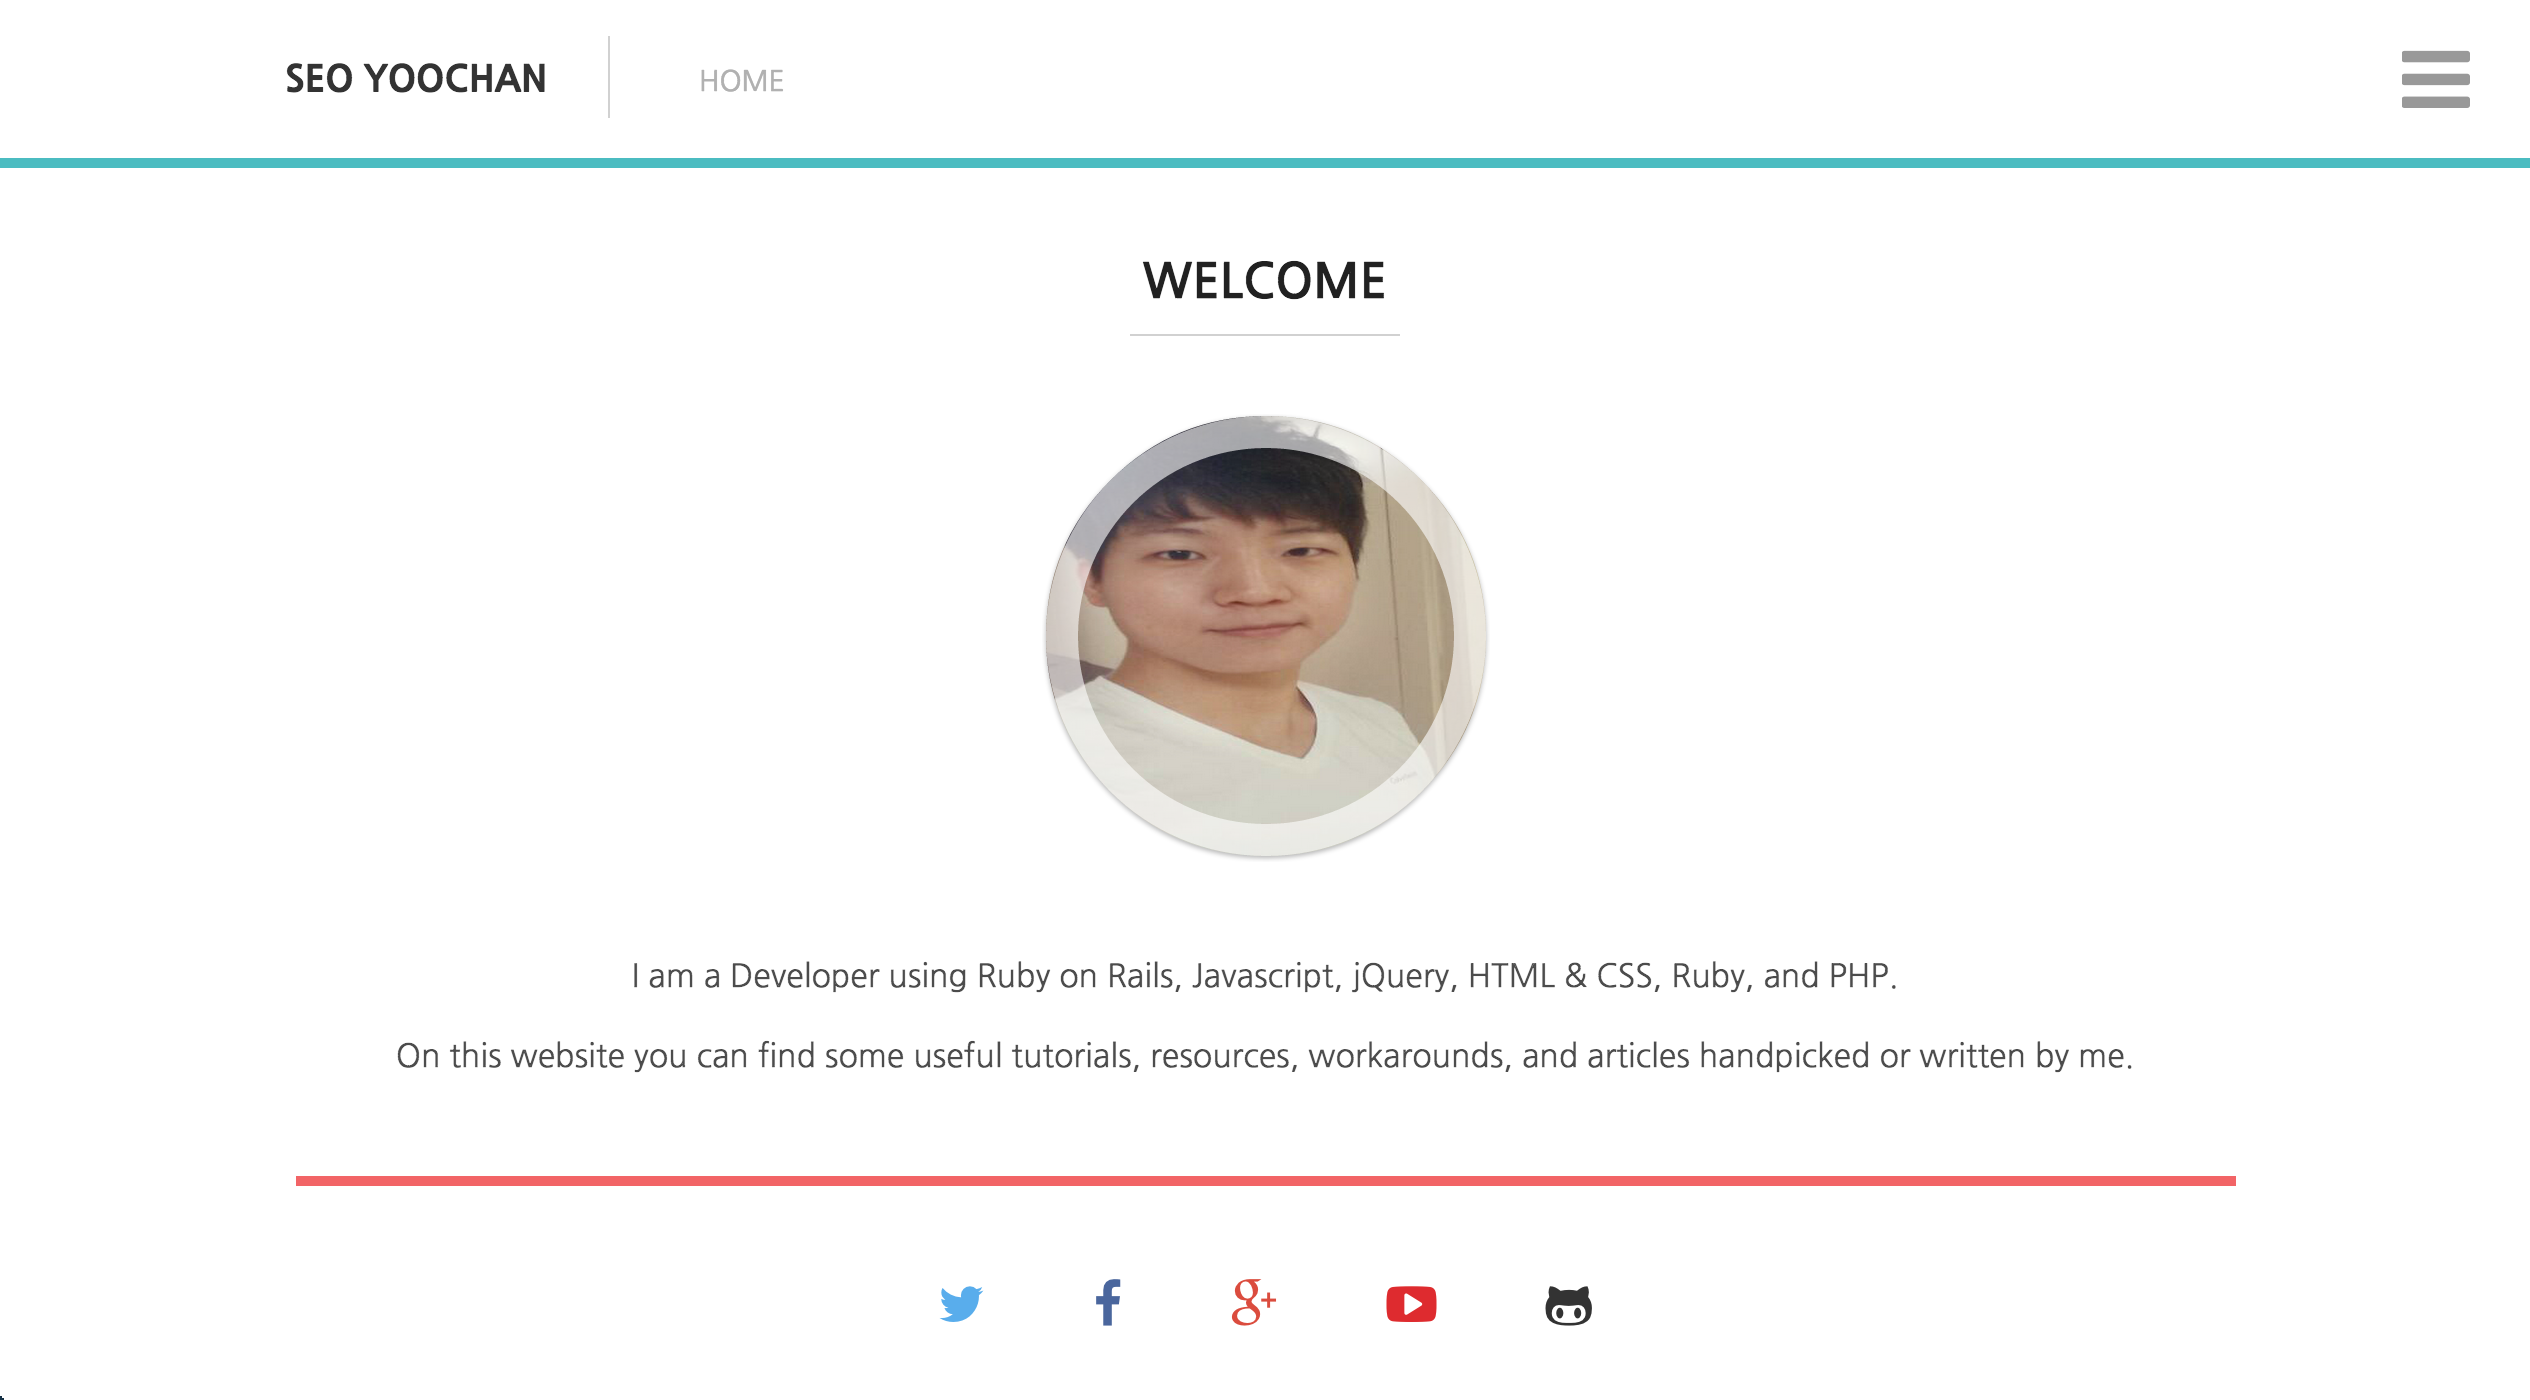 SEO YOOCHAN
HOME
WELCOME
I am a Developer using Ruby on Rails, Javascript, jQuery, HTML & CSS, Ruby, and PHP.
On this website you can find some useful tutorials, resources, workarounds, and articles handpicked or written by me.